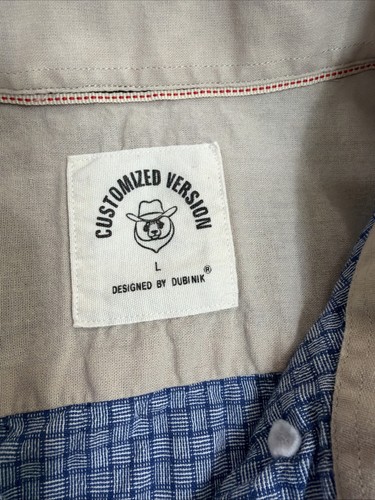 CUSTOMIZED VERSION
L
DESIGNED BY DUBINIK®